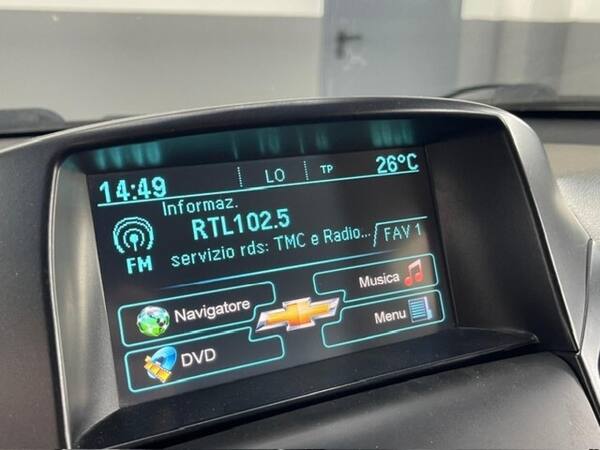 14:49 LO TP 26°C
Informaz.
RTL102.5
servizio rds: TMC e Radio... FAV 1
FM
Navigatore Musica
DVD Menu